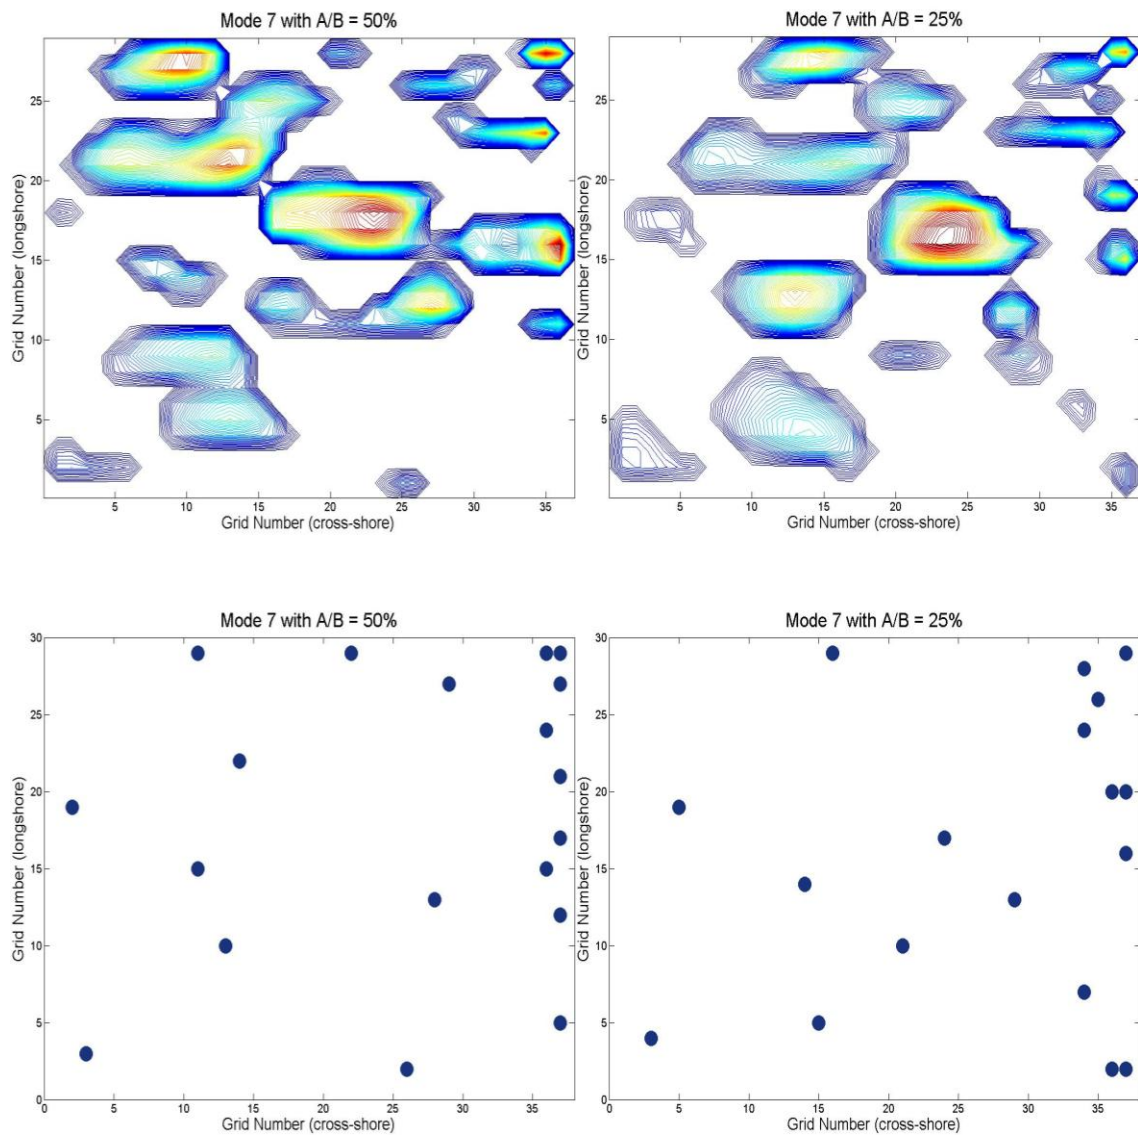 Mode 7 with A/B = 50%
25
20
15
10
5
Grid Number (longshore)
5 10 15 20 25 30 35
Grid Number (cross-shore)
Mode 7 with A/B = 25%
25
20
15
10
5
Grid Number (longshore)
5 10 15 20 25 30 35
Grid Number (cross-shore)
Mode 7 with A/B = 50%
30
25
20
15
10
5
0
Grid Number (longshore)
0 5 10 15 20 25 30 35
Grid Number (cross-shore)
Mode 7 with A/B = 25%
30
25
20
15
10
5
0
Grid Number (longshore)
5 10 15 20 25 30 35
Grid Number (cross-shore)